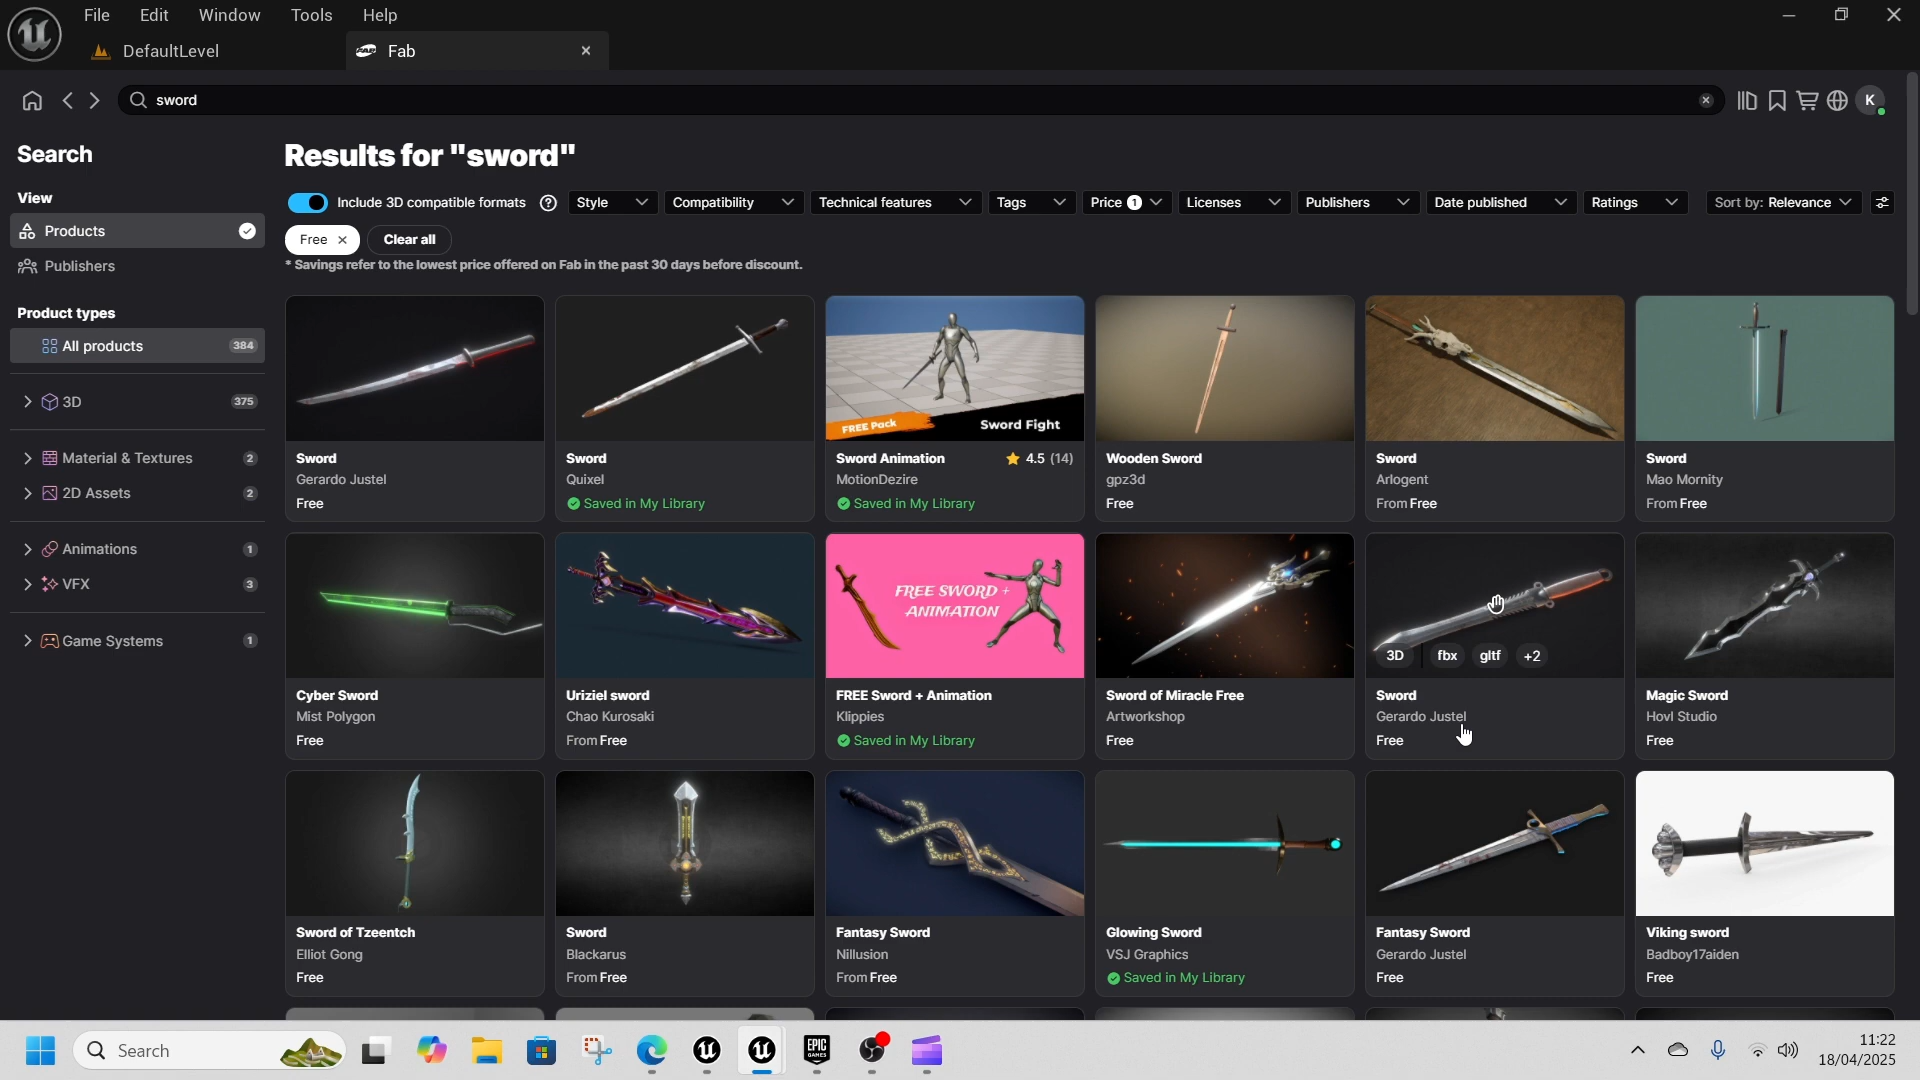 File Edit Window Tools Help
DefaultLevel
Fab
sword
K
Search
View
Products
Publishers
Product types
All products 384
3D 375
Material & Textures 2
2D Assets 2
Animations 1
VFX 3
Game Systems 1
Results for "sword"
Include 3D compatible formats ? Style Compatibility Technical features Tags Price 1 Licenses Publishers Date published Ratings Sort by: Relevance
Free Clear all
* Savings refer to the lowest price offered on Fab in the past 30 days before discount.
Sword
Gerardo Justel
Free
Sword
Quixel
Saved in My Library
FREE Pack
Sword Fight
Sword Animation 4.5 (14)
MotionDezire
Saved in My Library
Wooden Sword
gpz3d
Free
Sword
Arlogent
From Free
Sword
Mao Mornity
From Free
Cyber Sword
Mist Polygon
Free
Uriziel sword
Chao Kurosaki
From Free
FREE SWORD +
ANIMATION
FREE Sword + Animation
Klippies
Saved in My Library
Sword of Miracle Free
Artworkshop
Free
3D fbx gltf +2
Sword
Gerardo Justel
Free
Magic Sword
Hovl Studio
Free
Sword of Tzeentch
Elliot Gong
Free
Sword
Blackarus
From Free
Fantasy Sword
Nillusion
From Free
Glowing Sword
VSJ Graphics
Saved in My Library
Fantasy Sword
Gerardo Justel
Free
Viking sword
Badboy17aiden
Free
Search
EPIC
GAMES
11:22
18/04/2025